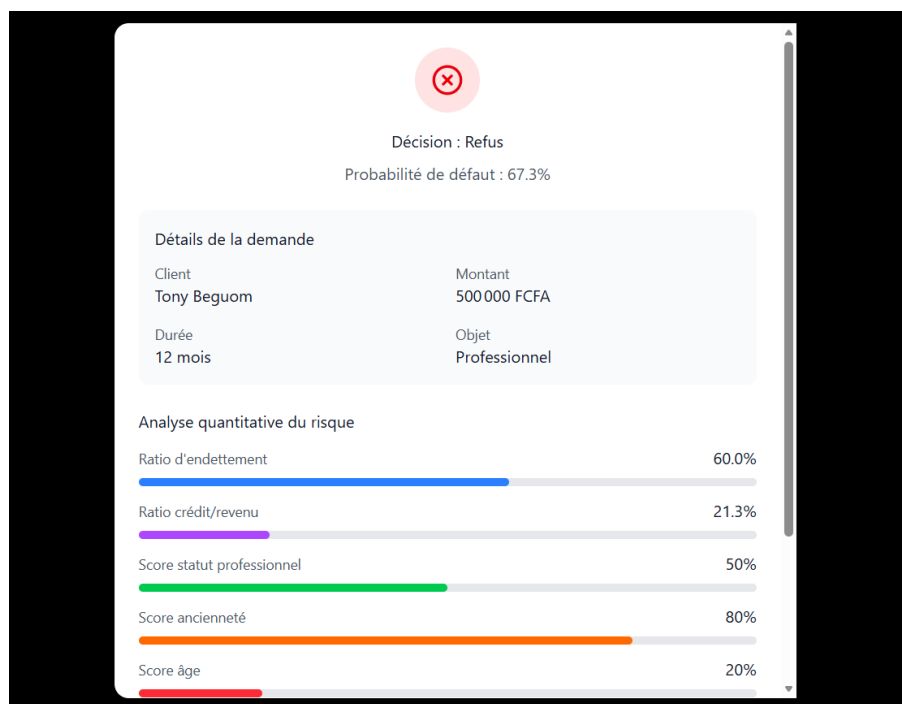 Décision : Refus
Probabilité de défaut : 67.3%
Détails de la demande
Client
Montant
Tony Beguom
500 000 FCFA
Durée
Objet
12 mois
Professionnel
Analyse quantitative du risque
Ratio d'endettement 60.0%
Ratio crédit/revenu 21.3%
Score statut professionnel 50%
Score ancienneté 80%
Score âge 20%